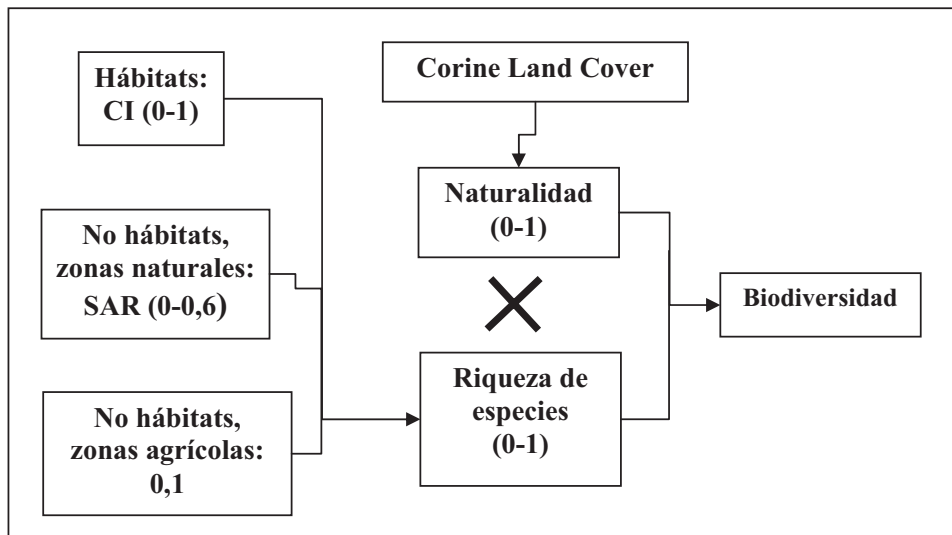 Hábitats:
CI (0-1)
No hábitats,
zonas naturales:
SAR (0-0,6)
No hábitats,
zonas agrícolas:
0,1
Corine Land Cover
Naturalidad
(0-1)
Riqueza de
especies
(0-1)
Biodiversidad